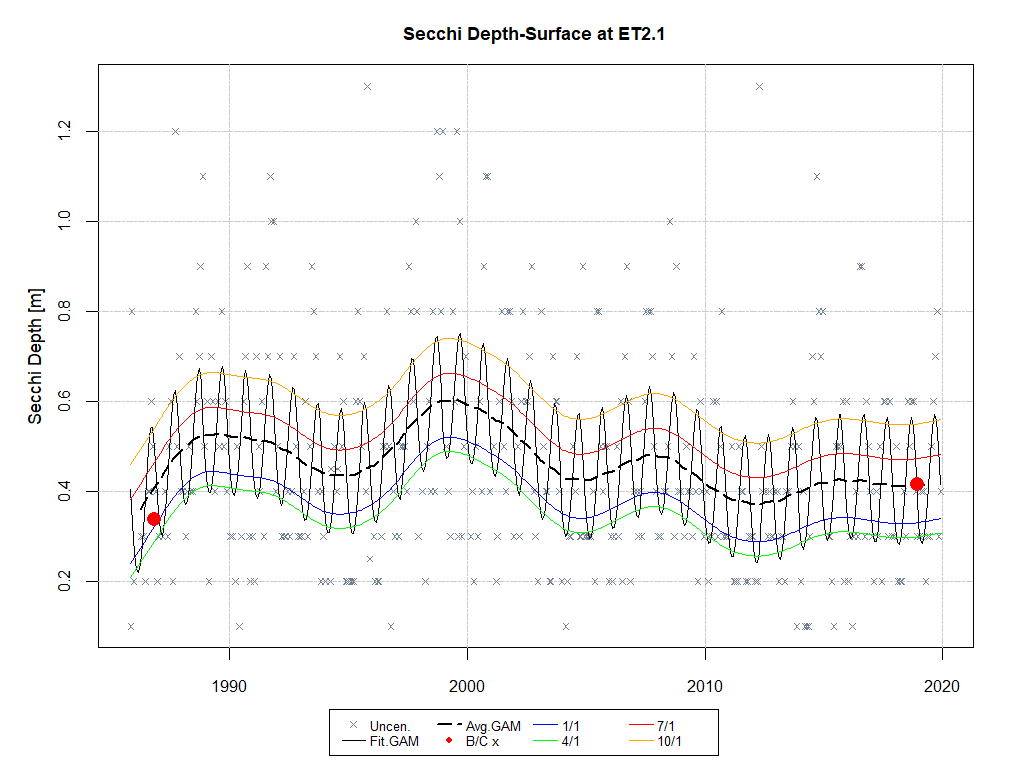 Secchi Depth-Surface at ET2.1
Secchi Depth [m]
1.2
1.0
0.8
0.6
0.4
0.2
1990 2000 2010 2020
Uncen. Avg.GAM 1/1 7/1
Fit.GAM B/C x 4/1 10/1